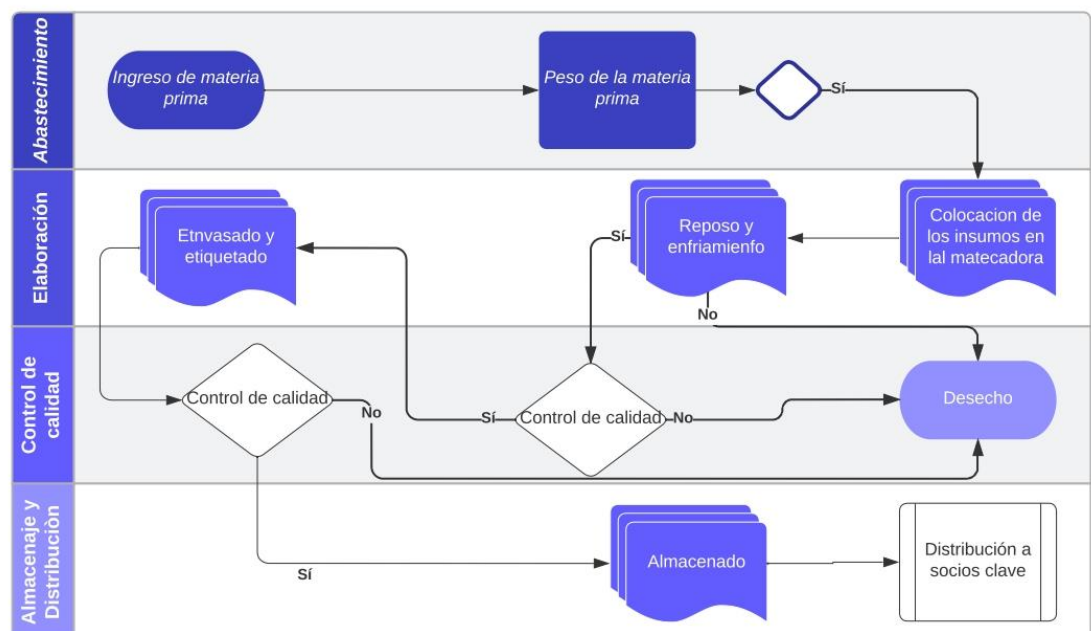 Abastecimiento
Ingreso de materia
prima
Peso de la materia
prima
Sí
Elaboración
Etnvasado y
etiquetado
Sí
Reposo y
enfriamienfo
No
Colocacion de
los insumos en
lal matecadora
Control de
calidad
Control de calidad
No
Sí
Control de calidad
No
Desecho
Almacenaje y
Distribuciòn
Sí
Almacenado
Distribución a
socios clave